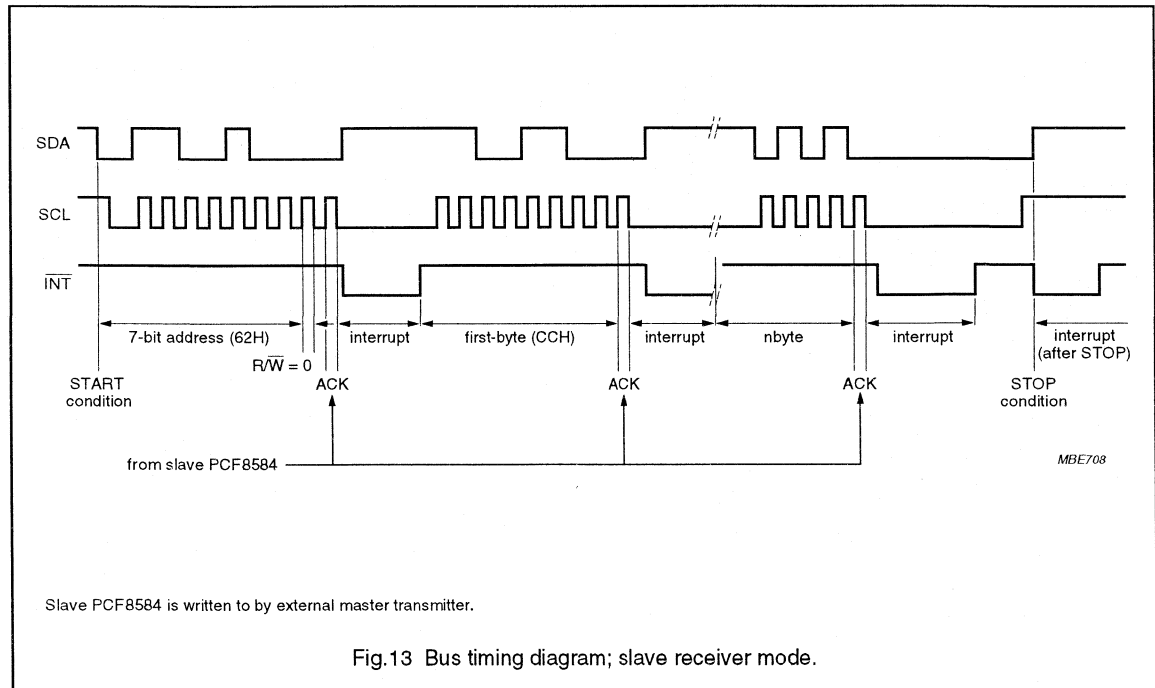 SDA
SCL
INT
7-bit address (62H)
interrupt
first-byte (CCH)
interrupt
nbyte
interrupt
interrupt
(after STOP)
R/W = 0
START
condition
ACK
ACK
ACK
STOP
condition
from slave PCF8584
MBE708
Slave PCF8584 is written to by external master transmitter.
Fig.13 Bus timing diagram; slave receiver mode.